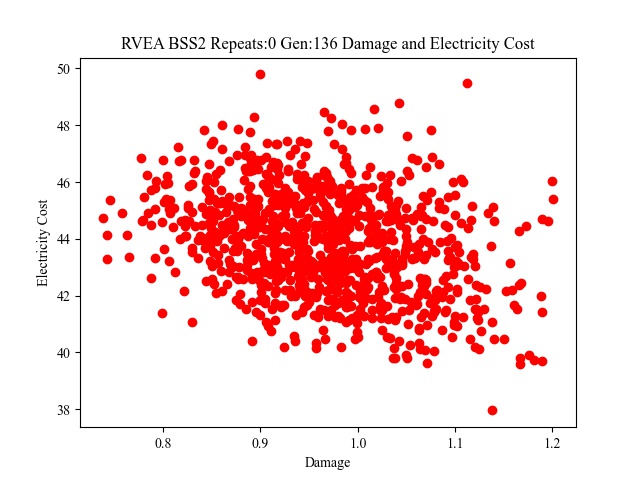 RVEA BSS2 Repeats:0 Gen:136 Damage and Electricity Cost
50
48
46
44
42
40
38
Electricity Cost
0.8 0.9 1.0 1.1 1.2
Damage